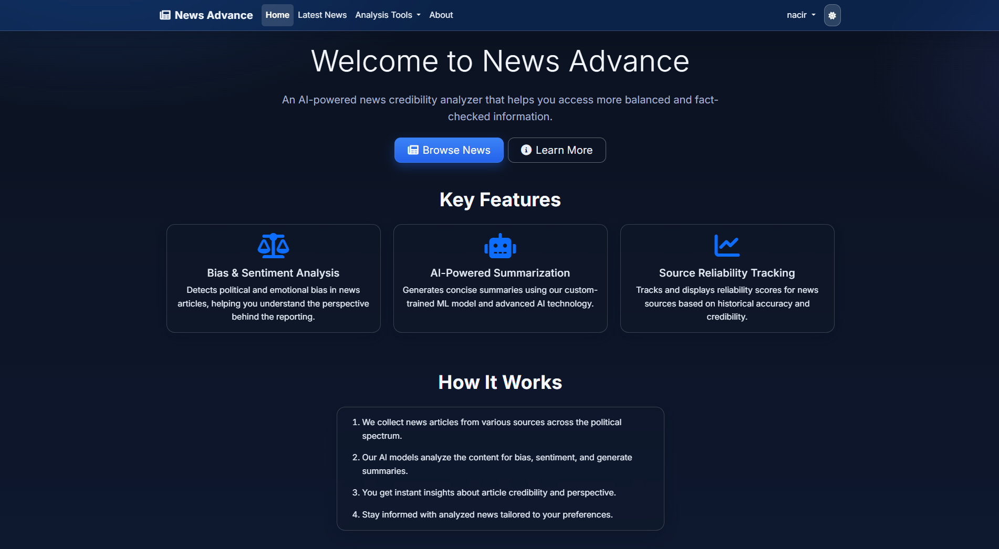 News Advance
Home
Latest News
Analysis Tools
About
nacir
Welcome to News Advance
An AI-powered news credibility analyzer that helps you access more balanced and fact-
checked information.
Browse News
Learn More
Key Features
Bias & Sentiment Analysis
Detects political and emotional bias in news
articles, helping you understand the perspective
behind the reporting.
AI-Powered Summarization
Generates concise summaries using our custom-
trained ML model and advanced AI technology.
Source Reliability Tracking
Tracks and displays reliability scores for news
sources based on historical accuracy and
credibility.
How It Works
1. We collect news articles from various sources across the political
spectrum.
2. Our AI models analyze the content for bias, sentiment, and generate
summaries.
3. You get instant insights about article credibility and perspective.
4. Stay informed with analyzed news tailored to your preferences.